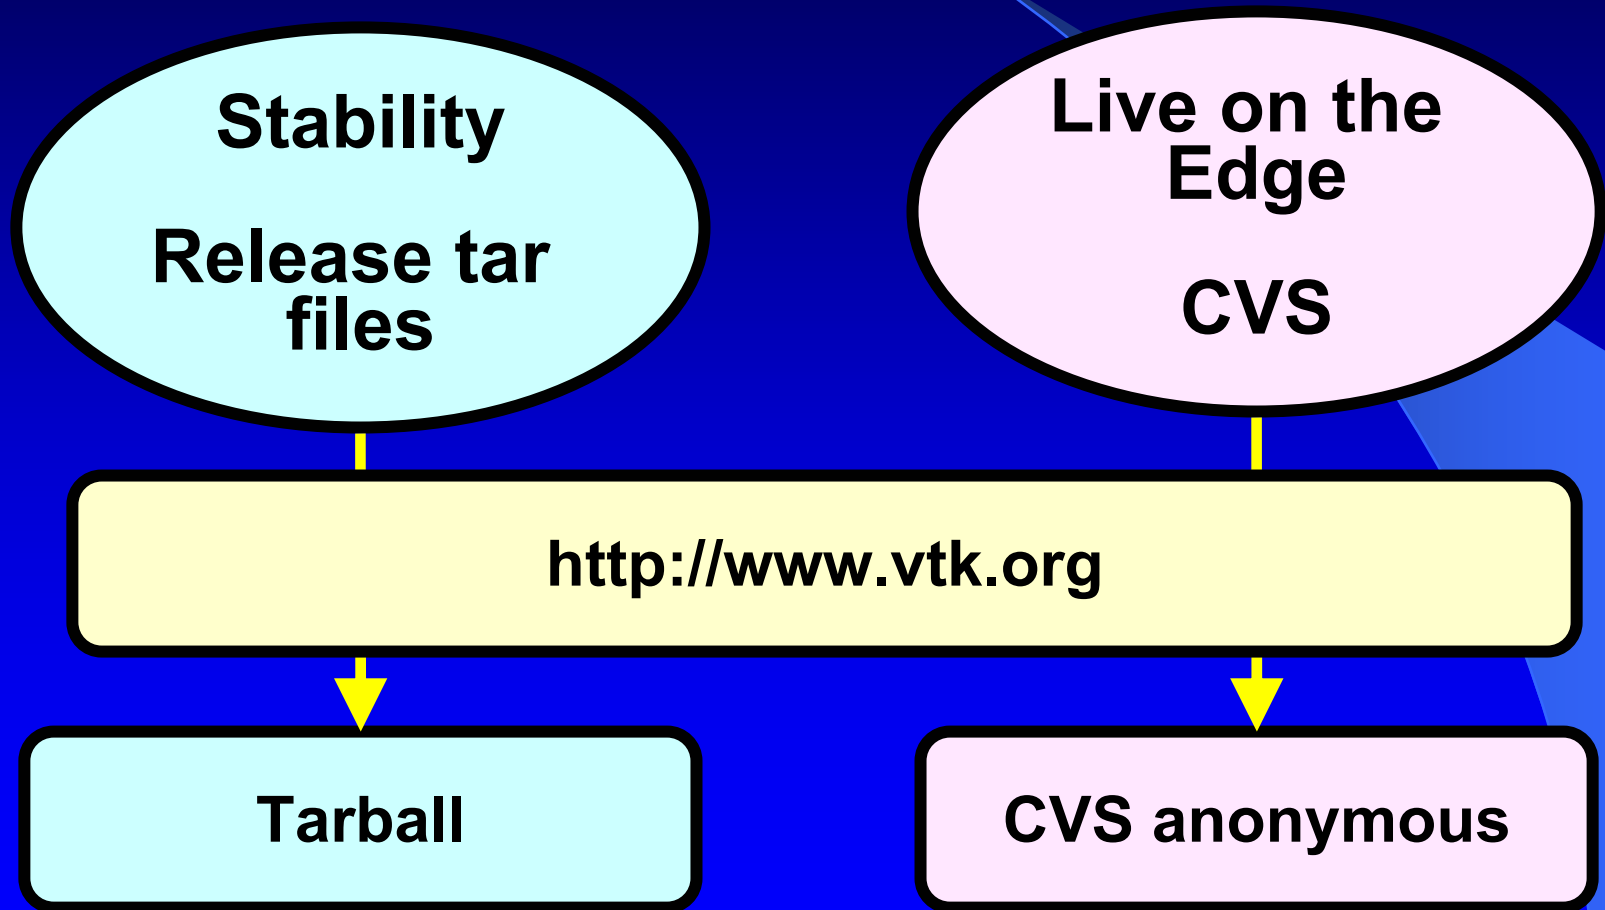 Stability
Release tar
files
Live on the
Edge
CVS
http://www.vtk.org
Tarball
CVS anonymous